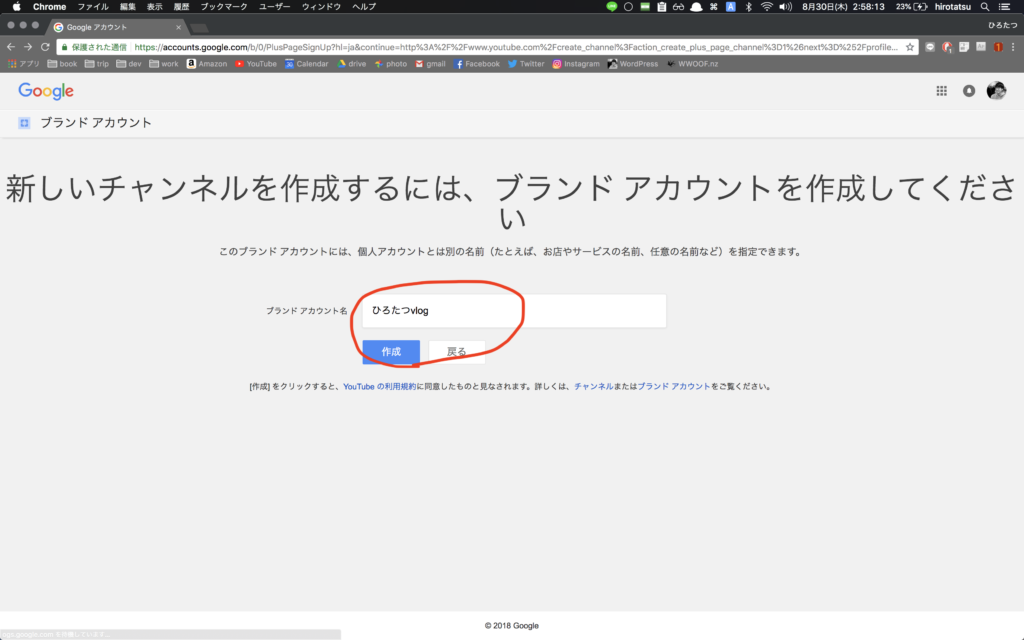 Chrome ファイル 編集 表示 履歴 ブックマーク ユーザー ウィンドウ ヘルプ 8月30日(木) 2:58:13 23% hirotatsu
Google アカウント ひろたつ
保護された通信 https://accounts.google.com/b/0/PlusPageSignUp?hl=ja&continue=http%3A%2F%2Fwww.youtube.com%2Fcreate_channel%3Faction_create_plus_page_channel%3D1%26next%3D%252Fprofile...
アプリ book trip dev work Amazon YouTube Calendar drive photo gmail Facebook Twitter Instagram WordPress WWOOF.nz
Google
ブランド アカウント
新しいチャンネルを作成するには、ブランド アカウントを作成してくださ
い
このブランド アカウントには、個人アカウントとは別の名前（たとえば、お店やサービスの名前、任意の名前など）を指定できます。
ブランド アカウント名 ひろたつvlog
作成 戻る
[作成] をクリックすると、YouTube の利用規約に同意したものと見なされます。詳しくは、チャンネルまたはブランド アカウントをご覧ください。
© 2018 Google